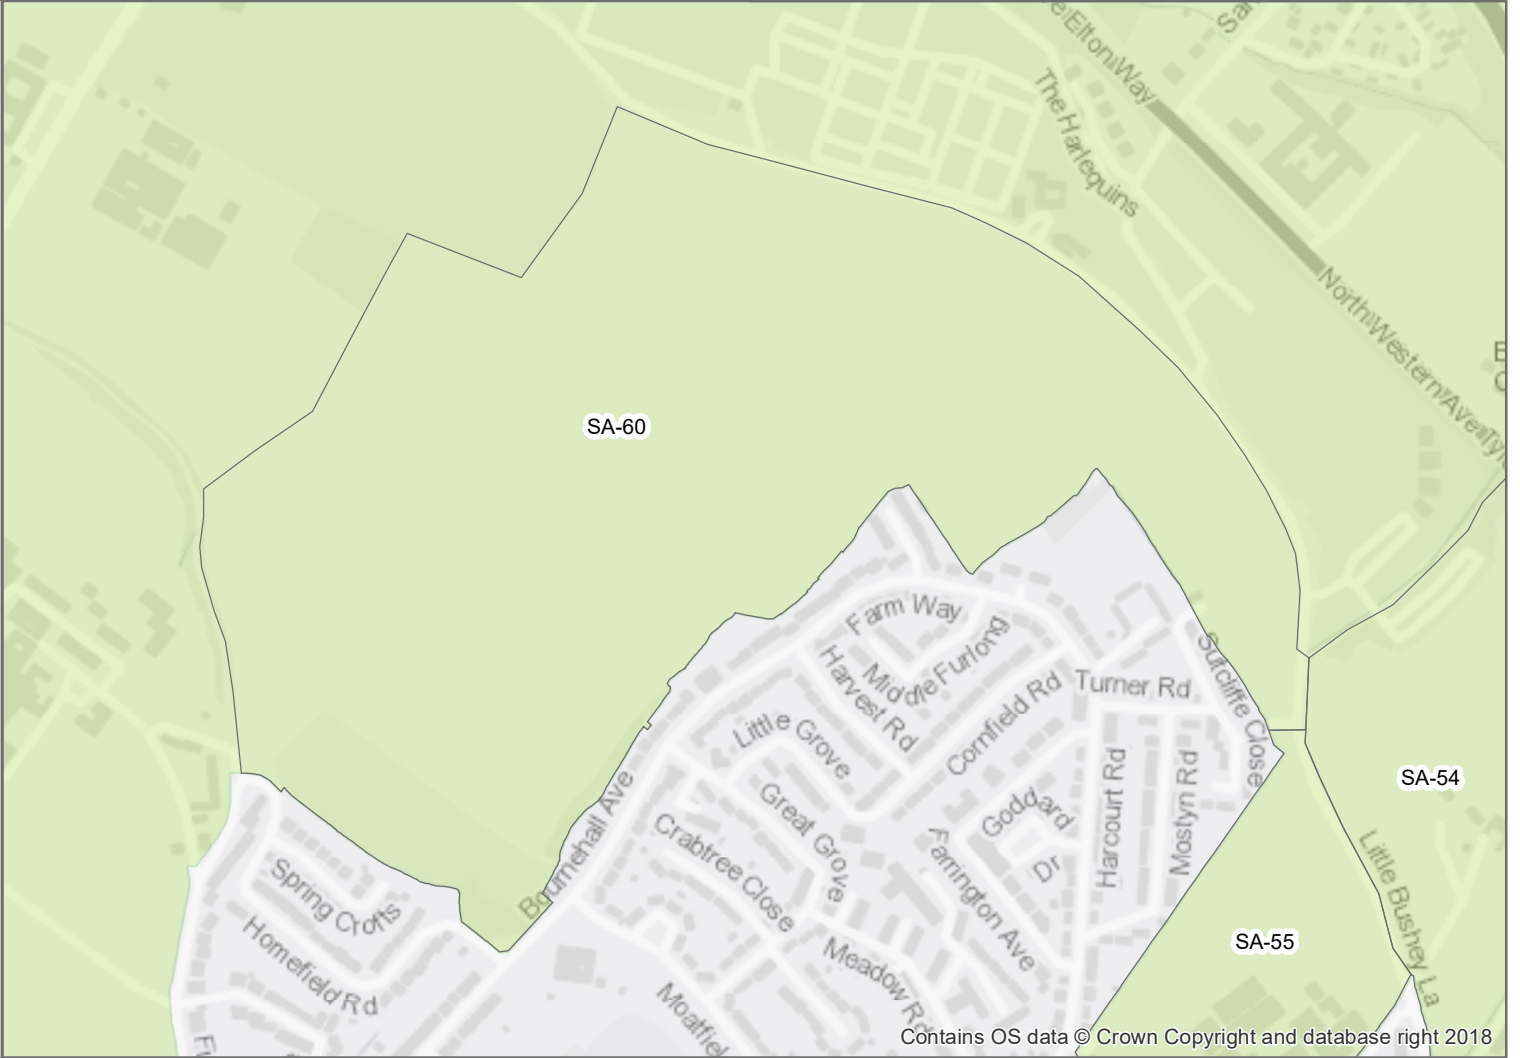 Elton Way
The Harlequins
North Western Ave
SA-60
Farm Way
Middle Furlong
Harvest Rd
Cornfield Rd
Turner Rd
Sutcliffe Close
Little Grove
Great Grove
Bournehall Ave
Crabtree Close
Goddard
Dr
Harcourt Rd
Mostyn Rd
SA-54
Farrington Ave
Little Bushey La
Spring Crofts
Homefield Rd
SA-55
Meadow Rd
Moatfiel
Contains OS data © Crown Copyright and database right 2018